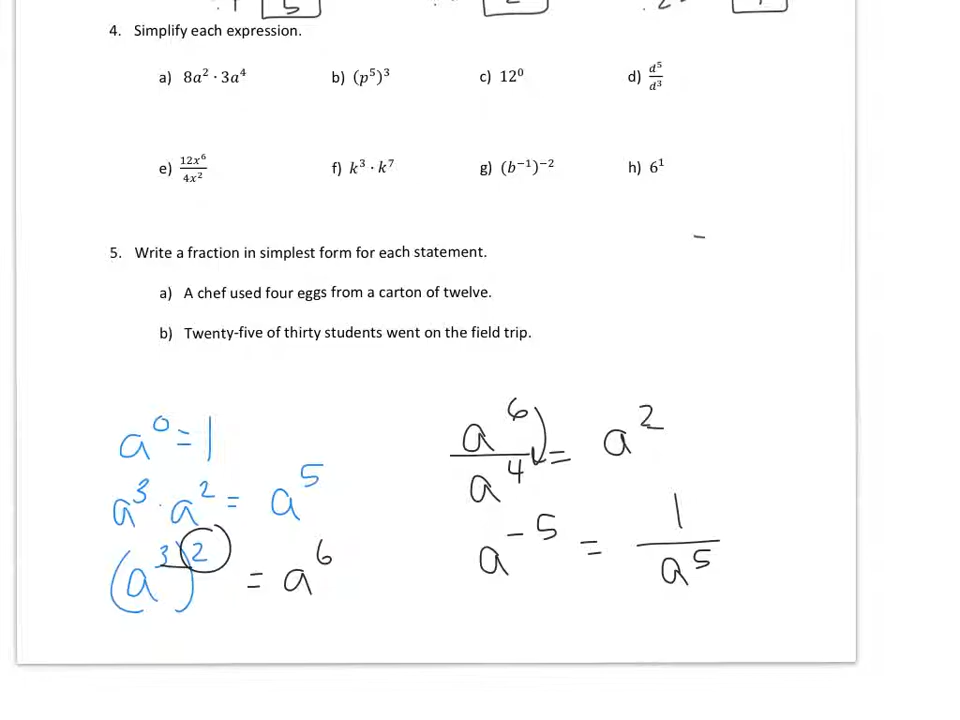 4. Simplify each expression.
a) 8a² · 3a⁴ b) (p⁵)³ c) 12⁰ d) d⁵/d³
e) 12x⁶/4x² f) k³ · k⁷ g) (b⁻¹)⁻² h) 6¹
5. Write a fraction in simplest form for each statement.
a) A chef used four eggs from a carton of twelve.
b) Twenty-five of thirty students went on the field trip.
a⁰ = 1
a³ · a² = a⁵
(a³)² = a⁶
a⁶/a⁴ = a²
a⁻⁵ = 1/a⁵